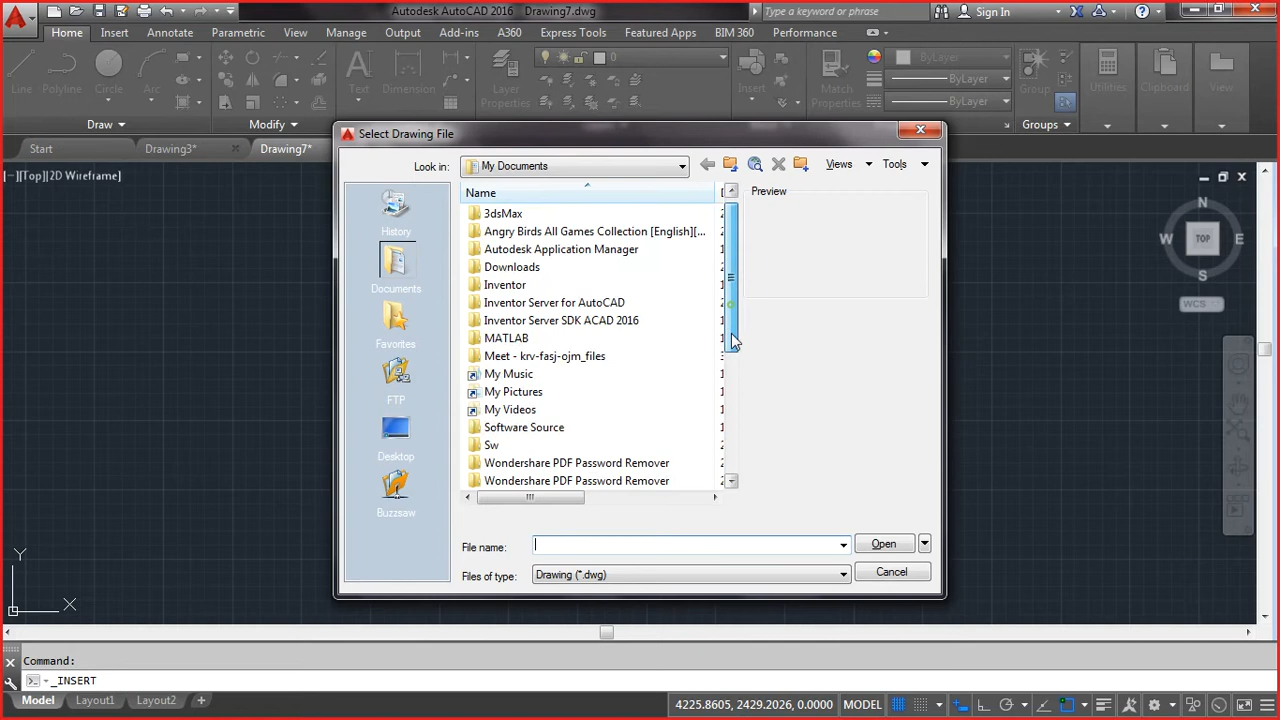 Autodesk AutoCAD 2016 Drawing7.dwg
Type a keyword or phrase
Sign In
Home Insert Annotate Parametric View Manage Output Add-ins A360 Express Tools Featured Apps BIM 360 Performance
Line Polyline Circle Arc
Text Dimension
Layer Properties
0
Insert
Match Properties
ByLayer
ByLayer
ByLayer
Group
Utilities Clipboard View
Draw Modify Groups
Start Drawing3* Drawing7*
[−][Top][2D Wireframe]
Select Drawing File
Look in: My Documents
Views Tools
Name
Preview
History
Documents
Favorites
FTP
Desktop
Buzzsaw
3dsMax
Angry Birds All Games Collection [English][...
Autodesk Application Manager
Downloads
Inventor
Inventor Server for AutoCAD
Inventor Server SDK ACAD 2016
MATLAB
Meet - krv-fasj-ojm_files
My Music
My Pictures
My Videos
Software Source
Sw
Wondershare PDF Password Remover
Wondershare PDF Password Remover
File name:
Open
Files of type: Drawing (*.dwg)
Cancel
N
W TOP E
S
WCS
Y
X
Command:
_INSERT
Model Layout1 Layout2 +
4225.8605, 2429.2026, 0.0000 MODEL